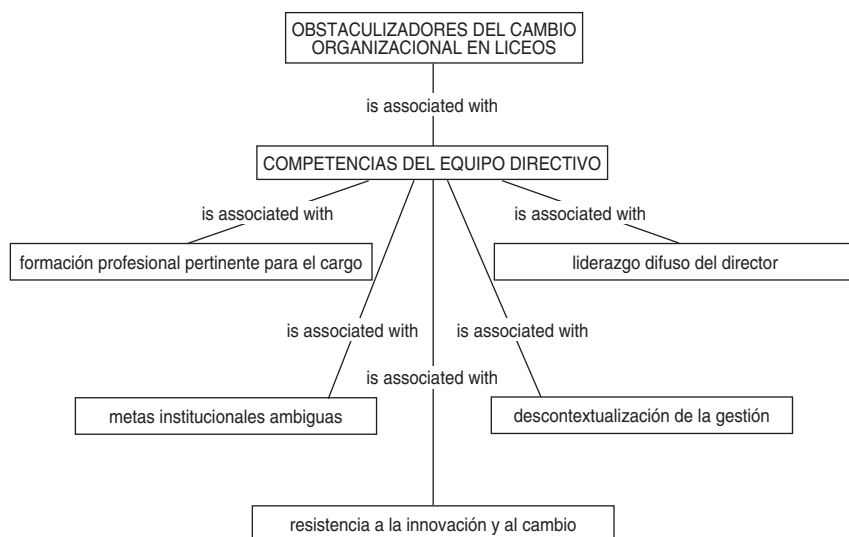 OBSTACULIZADORES DEL CAMBIO
ORGANIZACIONAL EN LICEOS
is associated with
COMPETENCIAS DEL EQUIPO DIRECTIVO
is associated with
is associated with
formación profesional pertinente para el cargo
liderazgo difuso del director
is associated with
is associated with
is associated with
metas institucionales ambiguas
descontextualización de la gestión
resistencia a la innovación y al cambio